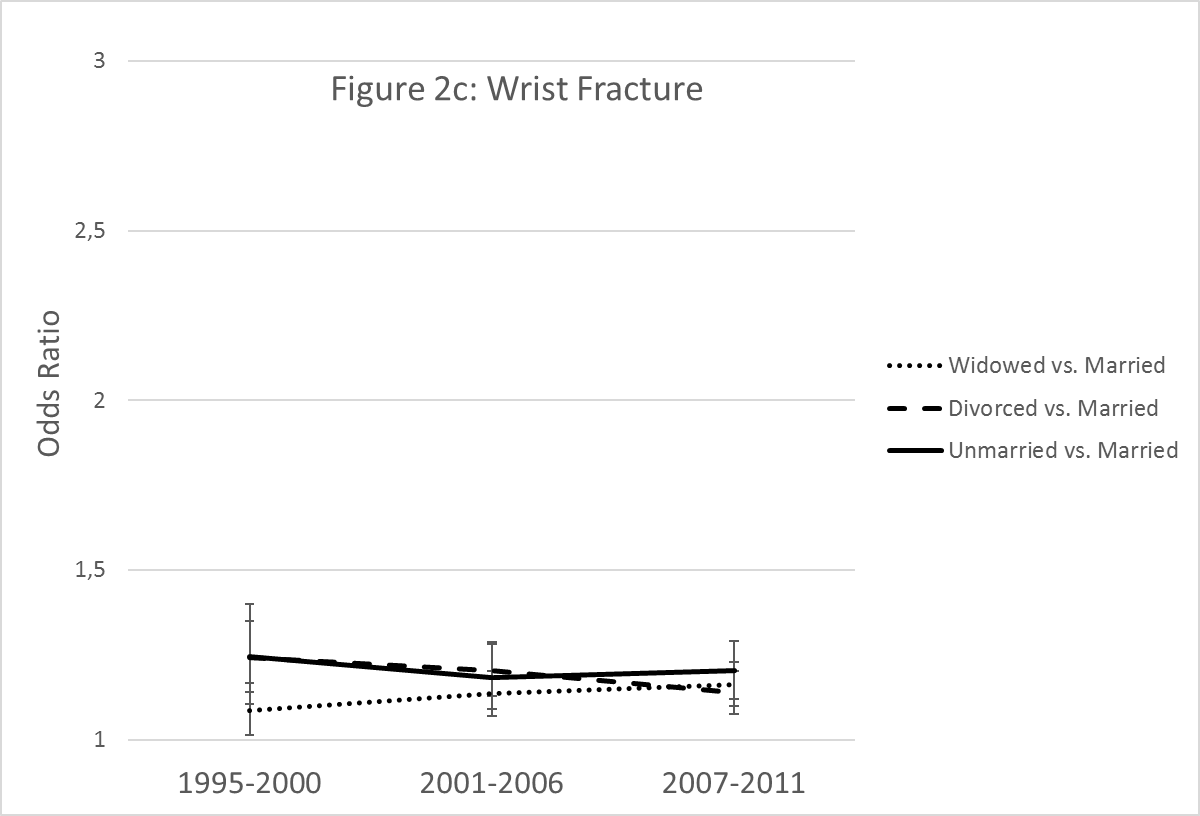 Figure 2c: Wrist Fracture
3
2,5
2
1,5
1
Odds Ratio
1995-2000
2001-2006
2007-2011
Widowed vs. Married
Divorced vs. Married
Unmarried vs. Married